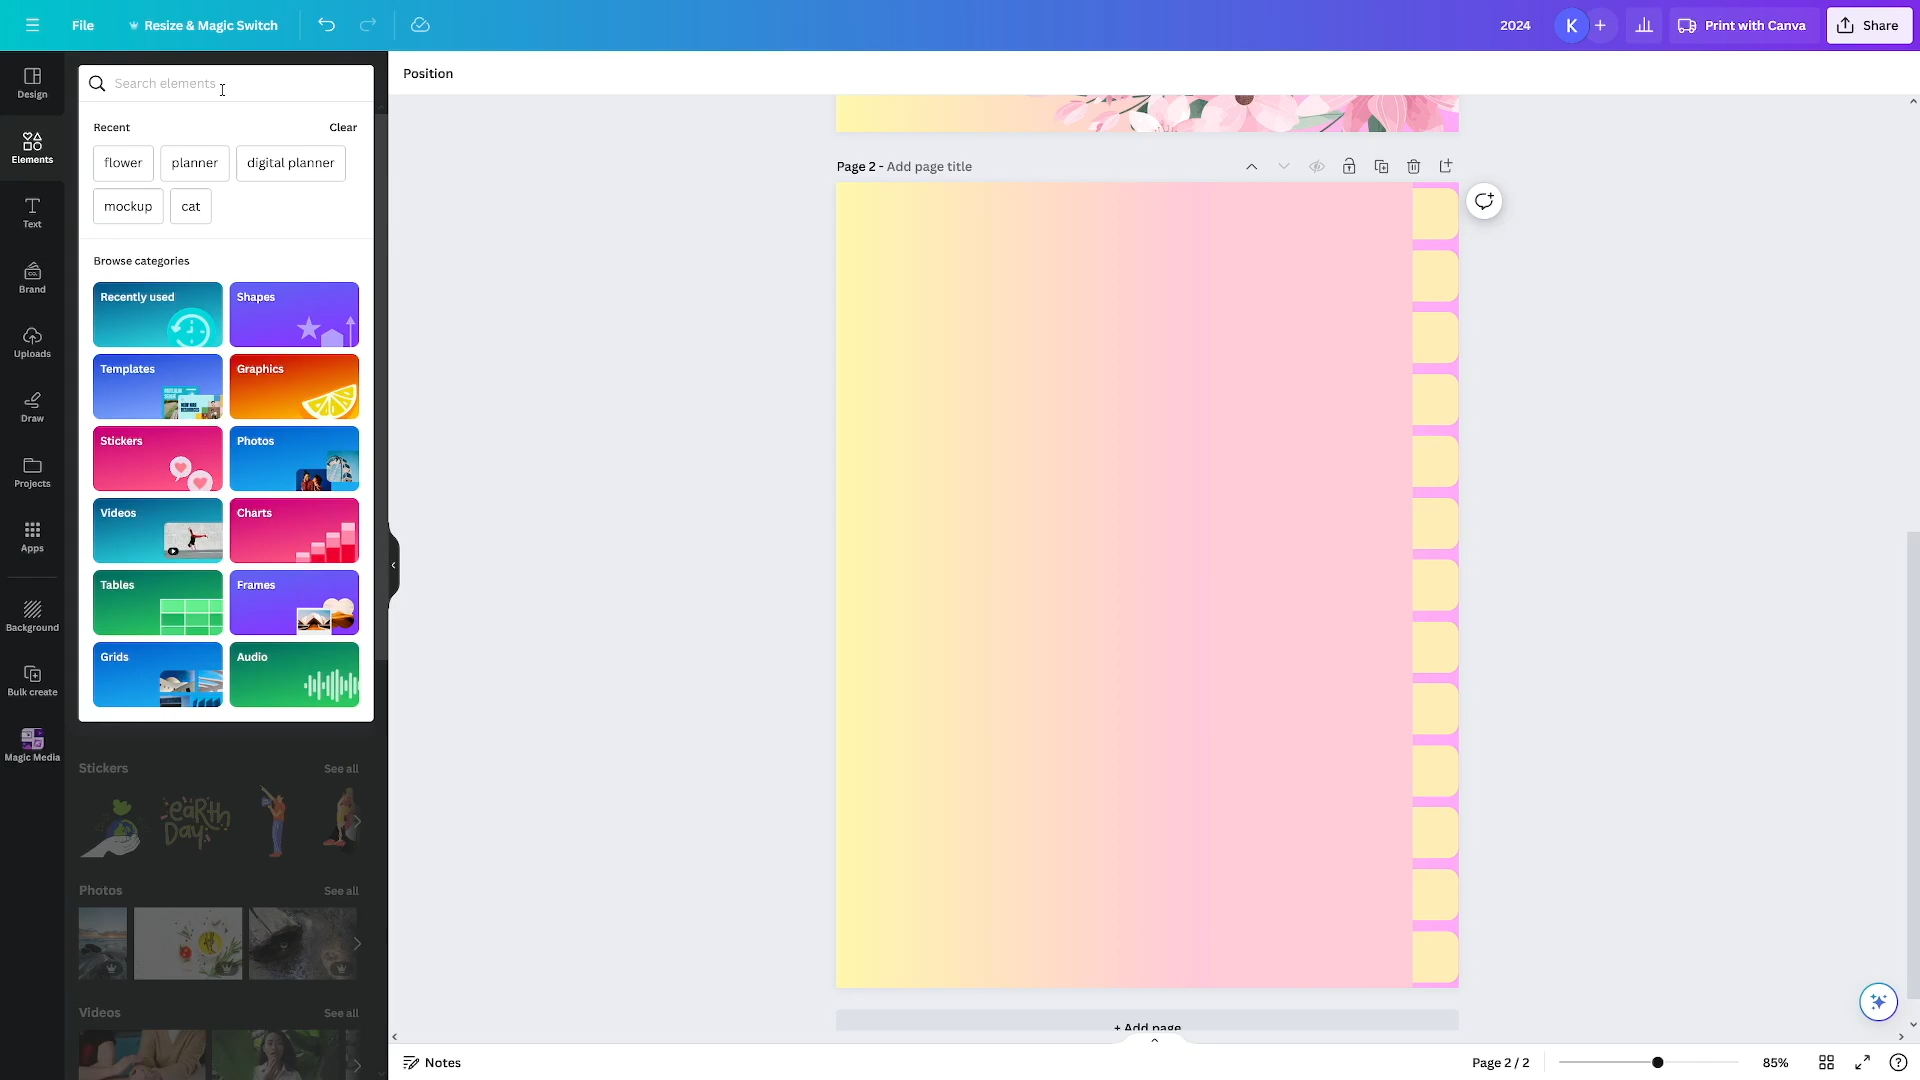 File
Resize & Magic Switch
2024
K
Print with Canva
Share
Design
Elements
Text
Brand
Uploads
Draw
Projects
Apps
Background
Bulk create
Magic Media
Search elements
Recent
Clear
flower
planner
digital planner
mockup
cat
Browse categories
Recently used
Shapes
Templates
Graphics
Stickers
Photos
Videos
Charts
Tables
Frames
Grids
Audio
Stickers
See all
eaRtH
DAy
Photos
See all
Videos
See all
Position
Page 2 - Add page title
+ Add page
Notes
Page 2 / 2
85%